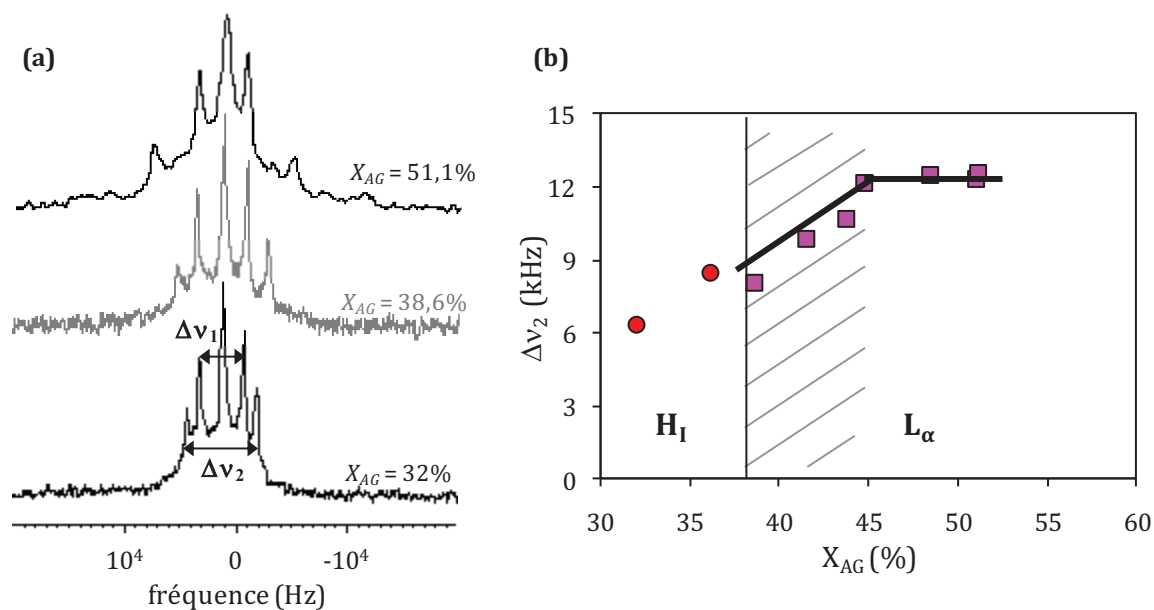 (a)
X_AG = 51,1%
X_AG = 38,6%
Δν₁
Δν₂
X_AG = 32%
10⁴ 0 -10⁴
fréquence (Hz)
(b)
15
12
9
6
3
0
Δν₂ (kHz)
H_I
L_α
30 35 40 45 50 55 60
X_AG (%)